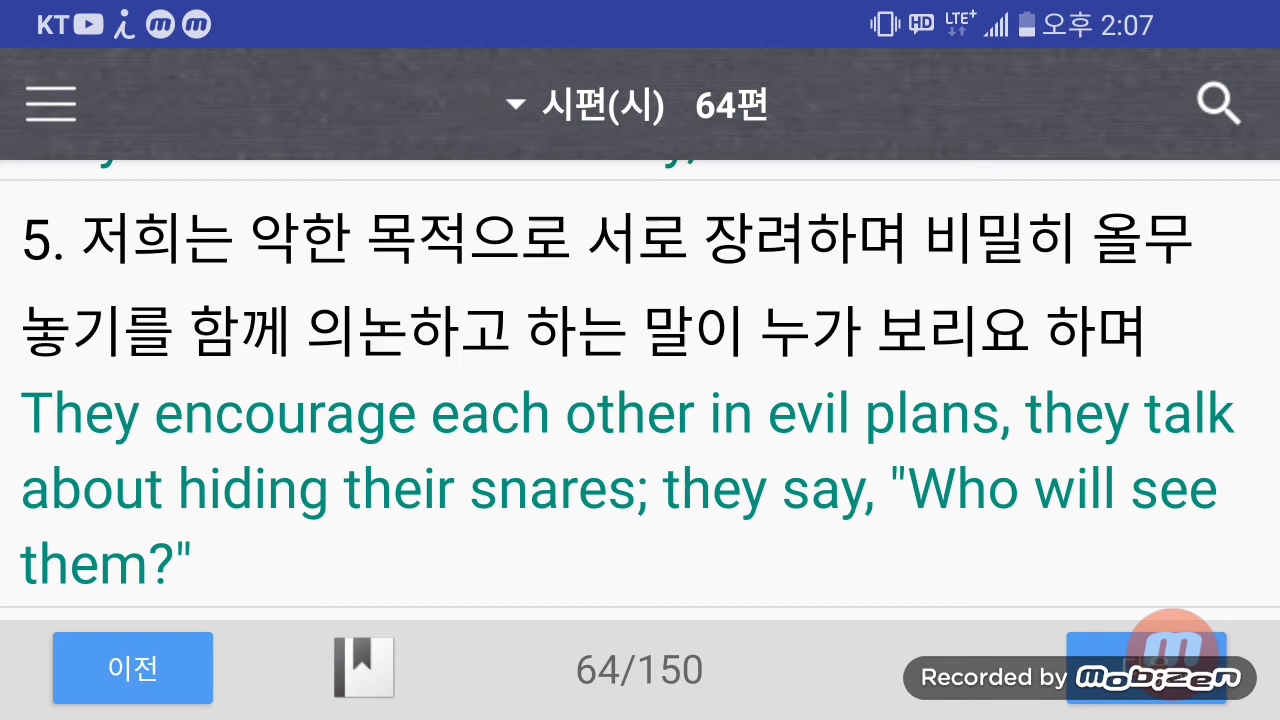 KT HD LTE+ 오후 2:07
시편(시) 64편
5. 저희는 악한 목적으로 서로 장려하며 비밀히 올무
놓기를 함께 의논하고 하는 말이 누가 보리요 하며
They encourage each other in evil plans, they talk
about hiding their snares; they say, "Who will see
them?"
이전 64/150
Recorded by Mobizen